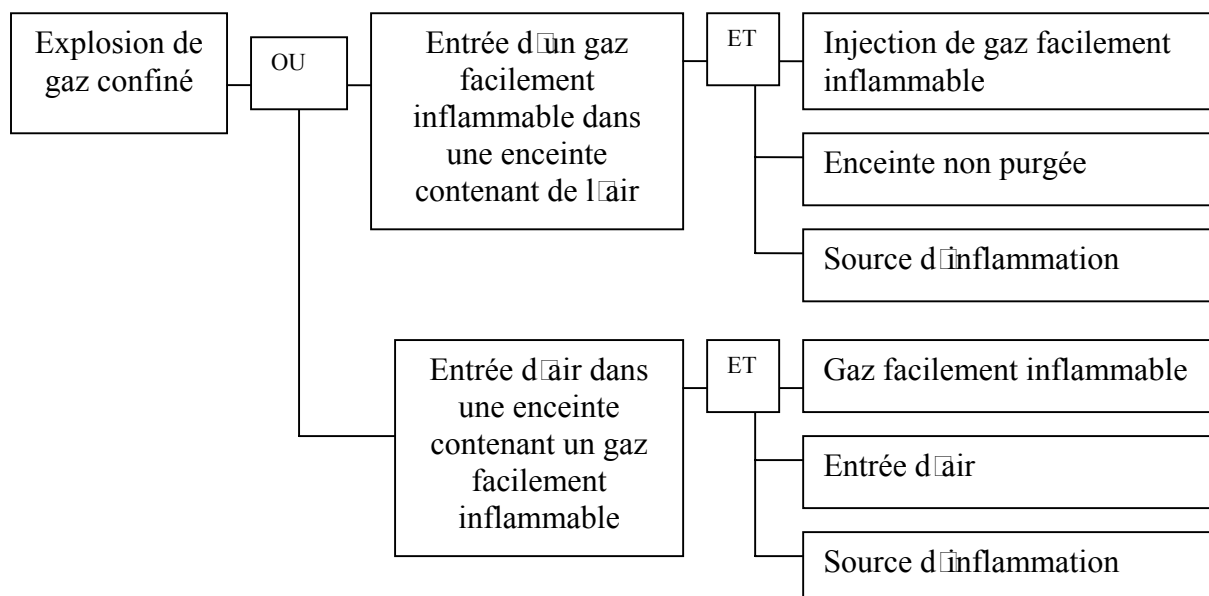 Explosion de
gaz confiné
OU
Entrée d□un gaz
facilement
inflammable dans
une enceinte
contenant de l□air
ET
Injection de gaz facilement
inflammable
Enceinte non purgée
Source d□inflammation
Entrée d□air dans
une enceinte
contenant un gaz
facilement
inflammable
ET
Gaz facilement inflammable
Entrée d□air
Source d□inflammation